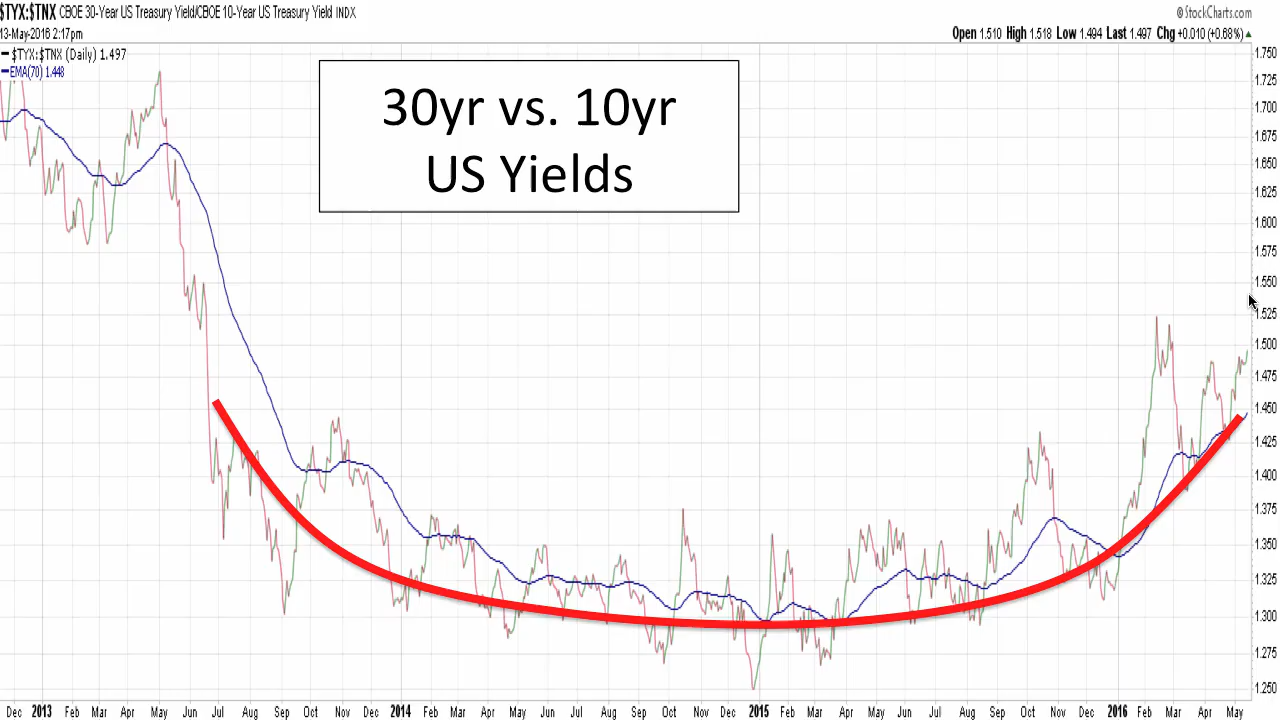 $TYX:$TNX CBOE 30-Year US Treasury Yield/CBOE 10-Year US Treasury Yield INDX
© StockCharts.com
13-May-2016 2:17pm
Open 1.510 High 1.518 Low 1.494 Last 1.497 Chg +0.010 (+0.68%)
$TYX:$TNX (Daily) 1.497
EMA(70) 1.448
30yr vs. 10yr
US Yields
1.750
1.725
1.700
1.675
1.650
1.625
1.600
1.575
1.550
1.525
1.500
1.475
1.450
1.425
1.400
1.375
1.350
1.325
1.300
1.275
1.250
Dec 2013 Feb Mar Apr May Jun Jul Aug Sep Oct Nov Dec 2014 Feb Mar Apr May Jun Jul Aug Sep Oct Nov Dec 2015 Feb Mar Apr May Jun Jul Aug Sep Oct Nov Dec 2016 Feb Mar Apr May